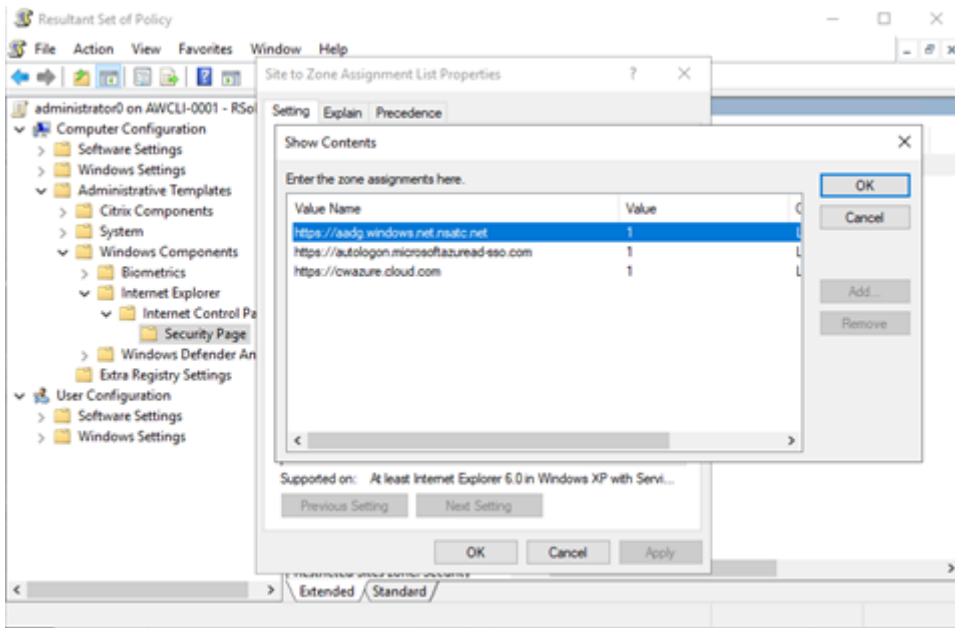 Resultant Set of Policy
File Action View Favorites Window Help
administrator0 on AWCLI-0001 - RSoI
Computer Configuration
Software Settings
Windows Settings
Administrative Templates
Citrix Components
System
Windows Components
Biometrics
Internet Explorer
Internet Control Pa
Security Page
Windows Defender An
Extra Registry Settings
User Configuration
Software Settings
Windows Settings
Site to Zone Assignment List Properties
Setting Explain Precedence
Show Contents
Enter the zone assignments here.
Value Name Value
https://aadg.windows.net.nsatc.net 1
https://autologon.microsoftazuread-sso.com 1
https://cwazure.cloud.com 1
OK
Cancel
Add...
Remove
Supported on: At least Internet Explorer 6.0 in Windows XP with Servi...
Previous Setting Next Setting
OK Cancel Apply
Extended Standard